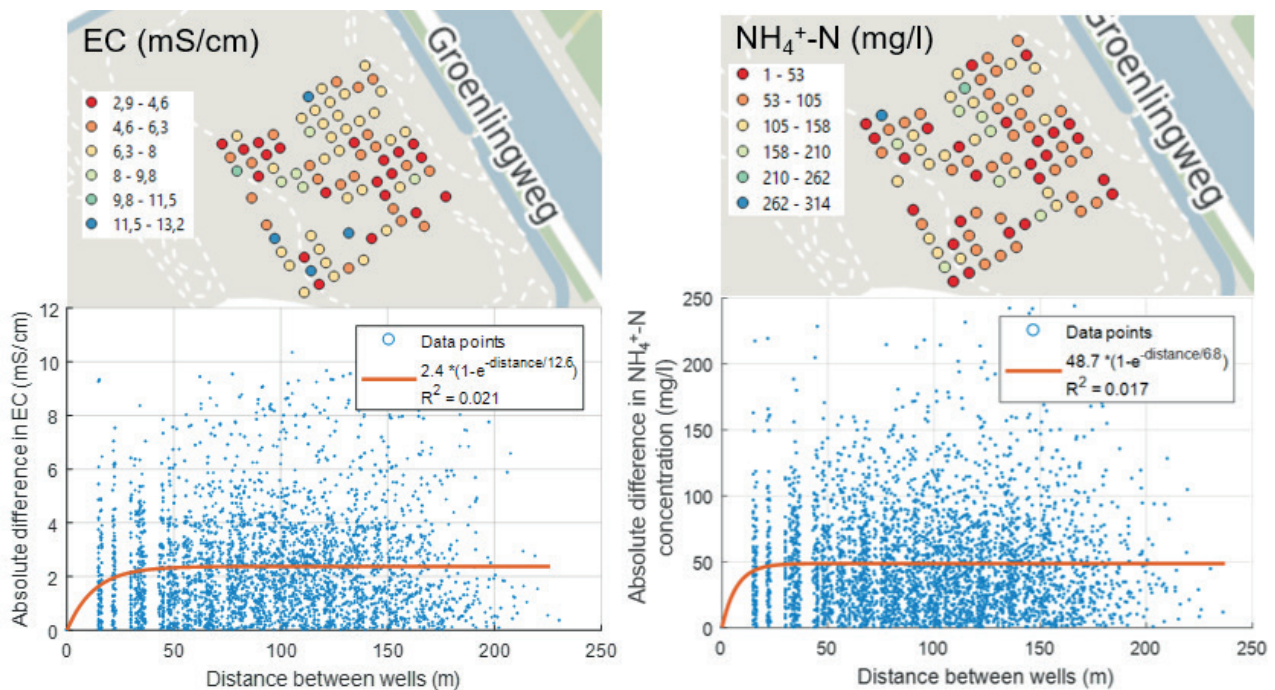 EC (mS/cm)
2,9 - 4,6
4,6 - 6,3
6,3 - 8
8 - 9,8
9,8 - 11,5
11,5 - 13,2
Groenlingweg
NH₄⁺-N (mg/l)
1 - 53
53 - 105
105 - 158
158 - 210
210 - 262
262 - 314
Groenlingweg
Absolute difference in EC (mS/cm)
12
10
8
6
4
2
0
Data points
2.4 *(1-e^-distance/12.6)
R² = 0.021
0
50
100
150
200
250
Distance between wells (m)
Absolute difference in NH₄⁺-N
concentration (mg/l)
250
200
150
100
50
0
Data points
48.7 *(1-e^-distance/6.8)
R² = 0.017
0
50
100
150
200
250
Distance between wells (m)